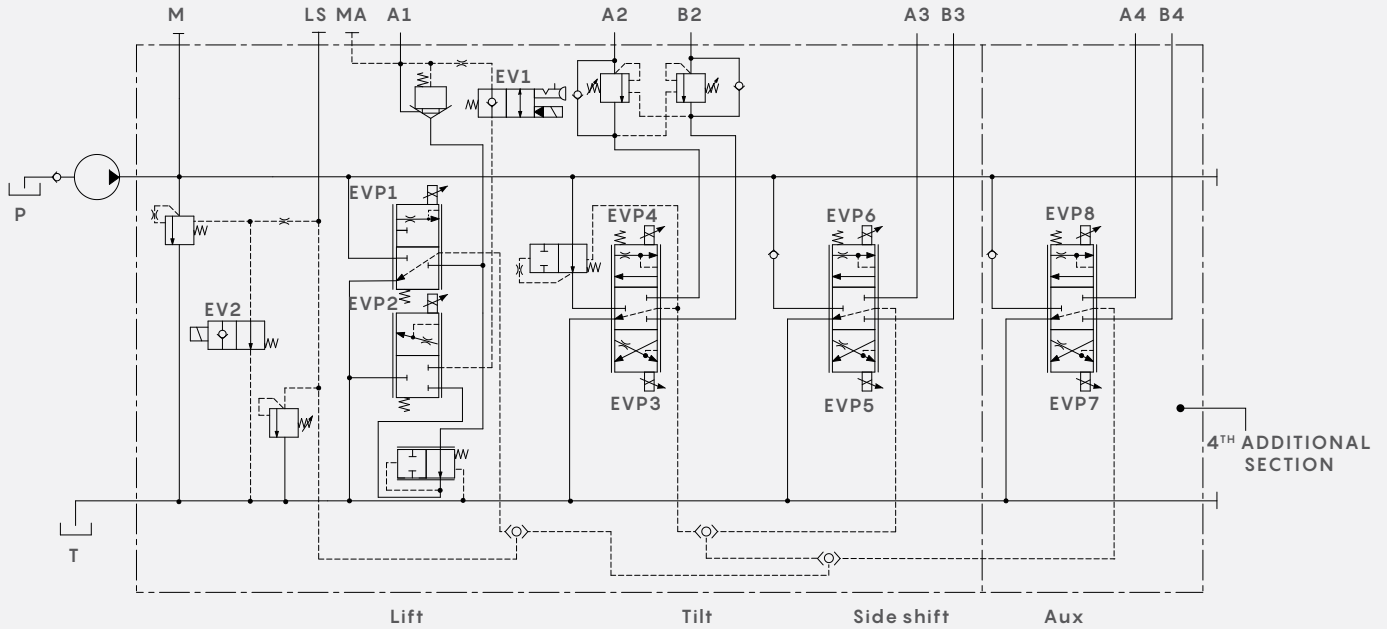 M LS MA A1 A2 B2 A3 B3 A4 B4
EV1
P
EVP1
EVP4 EVP6 EVP8
EV2
EVP2
EVP3 EVP5 EVP7
4TH ADDITIONAL
SECTION
T
Lift Tilt Side shift Aux